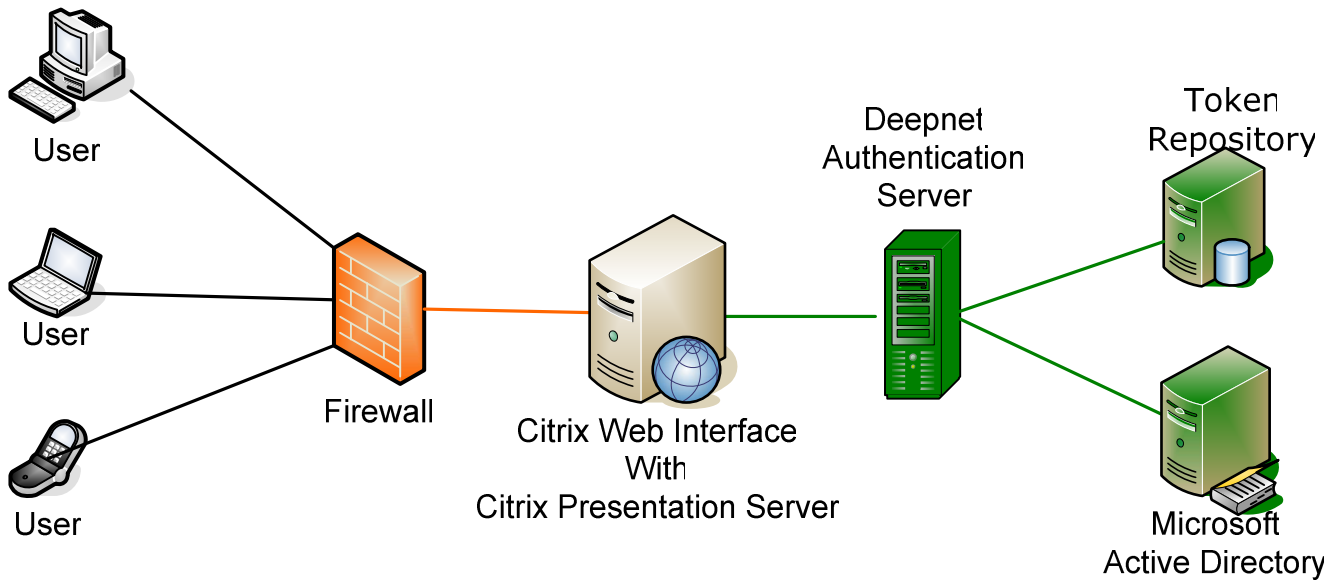 User
User
User
Firewall
Citrix Web Interface
With
Citrix Presentation Server
Deepnet
Authentication
Server
Token
Repository
Microsoft
Active Directory